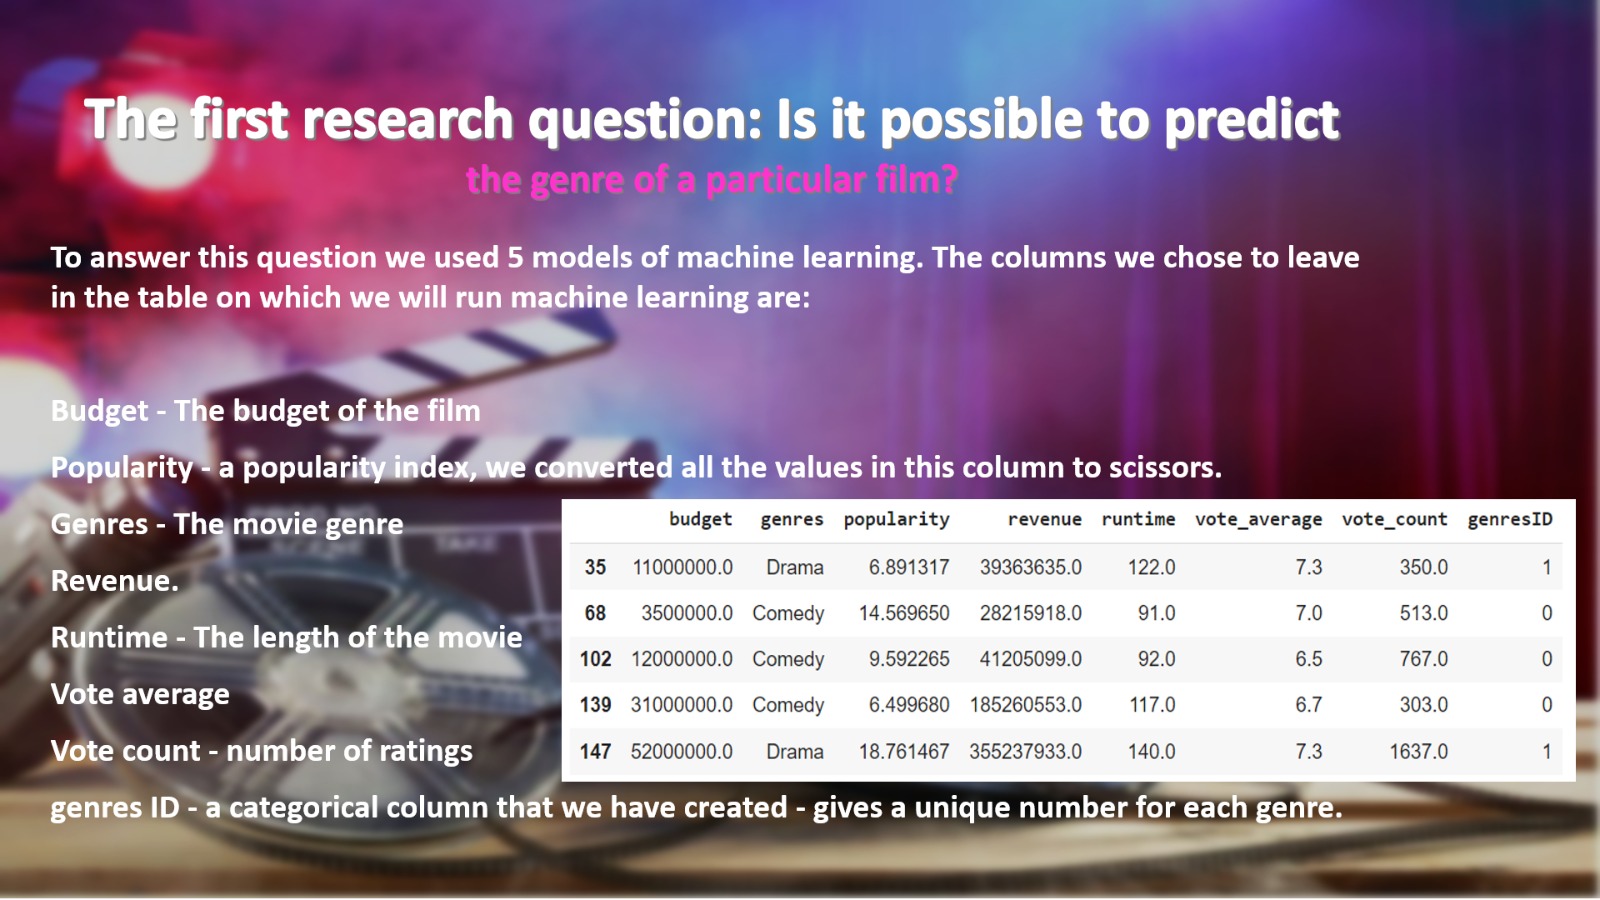 The first research question: Is it possible to predict
the genre of a particular film?
To answer this question we used 5 models of machine learning. The columns we chose to leave
in the table on which we will run machine learning are:
Budget - The budget of the film
Popularity - a popularity index, we converted all the values in this column to scissors.
Genres - The movie genre
Revenue.
Runtime - The length of the movie
Vote average
Vote count - number of ratings
genres ID - a categorical column that we have created - gives a unique number for each genre.
budget genres popularity revenue runtime vote_average vote_count genresID
35 11000000.0 Drama 6.891317 39363635.0 122.0 7.3 350.0 1
68 3500000.0 Comedy 14.569650 28215918.0 91.0 7.0 513.0 0
102 12000000.0 Comedy 9.592265 41205099.0 92.0 6.5 767.0 0
139 31000000.0 Comedy 6.499680 185260553.0 117.0 6.7 303.0 0
147 52000000.0 Drama 18.761467 355237933.0 140.0 7.3 1637.0 1
SCENE
TAKE